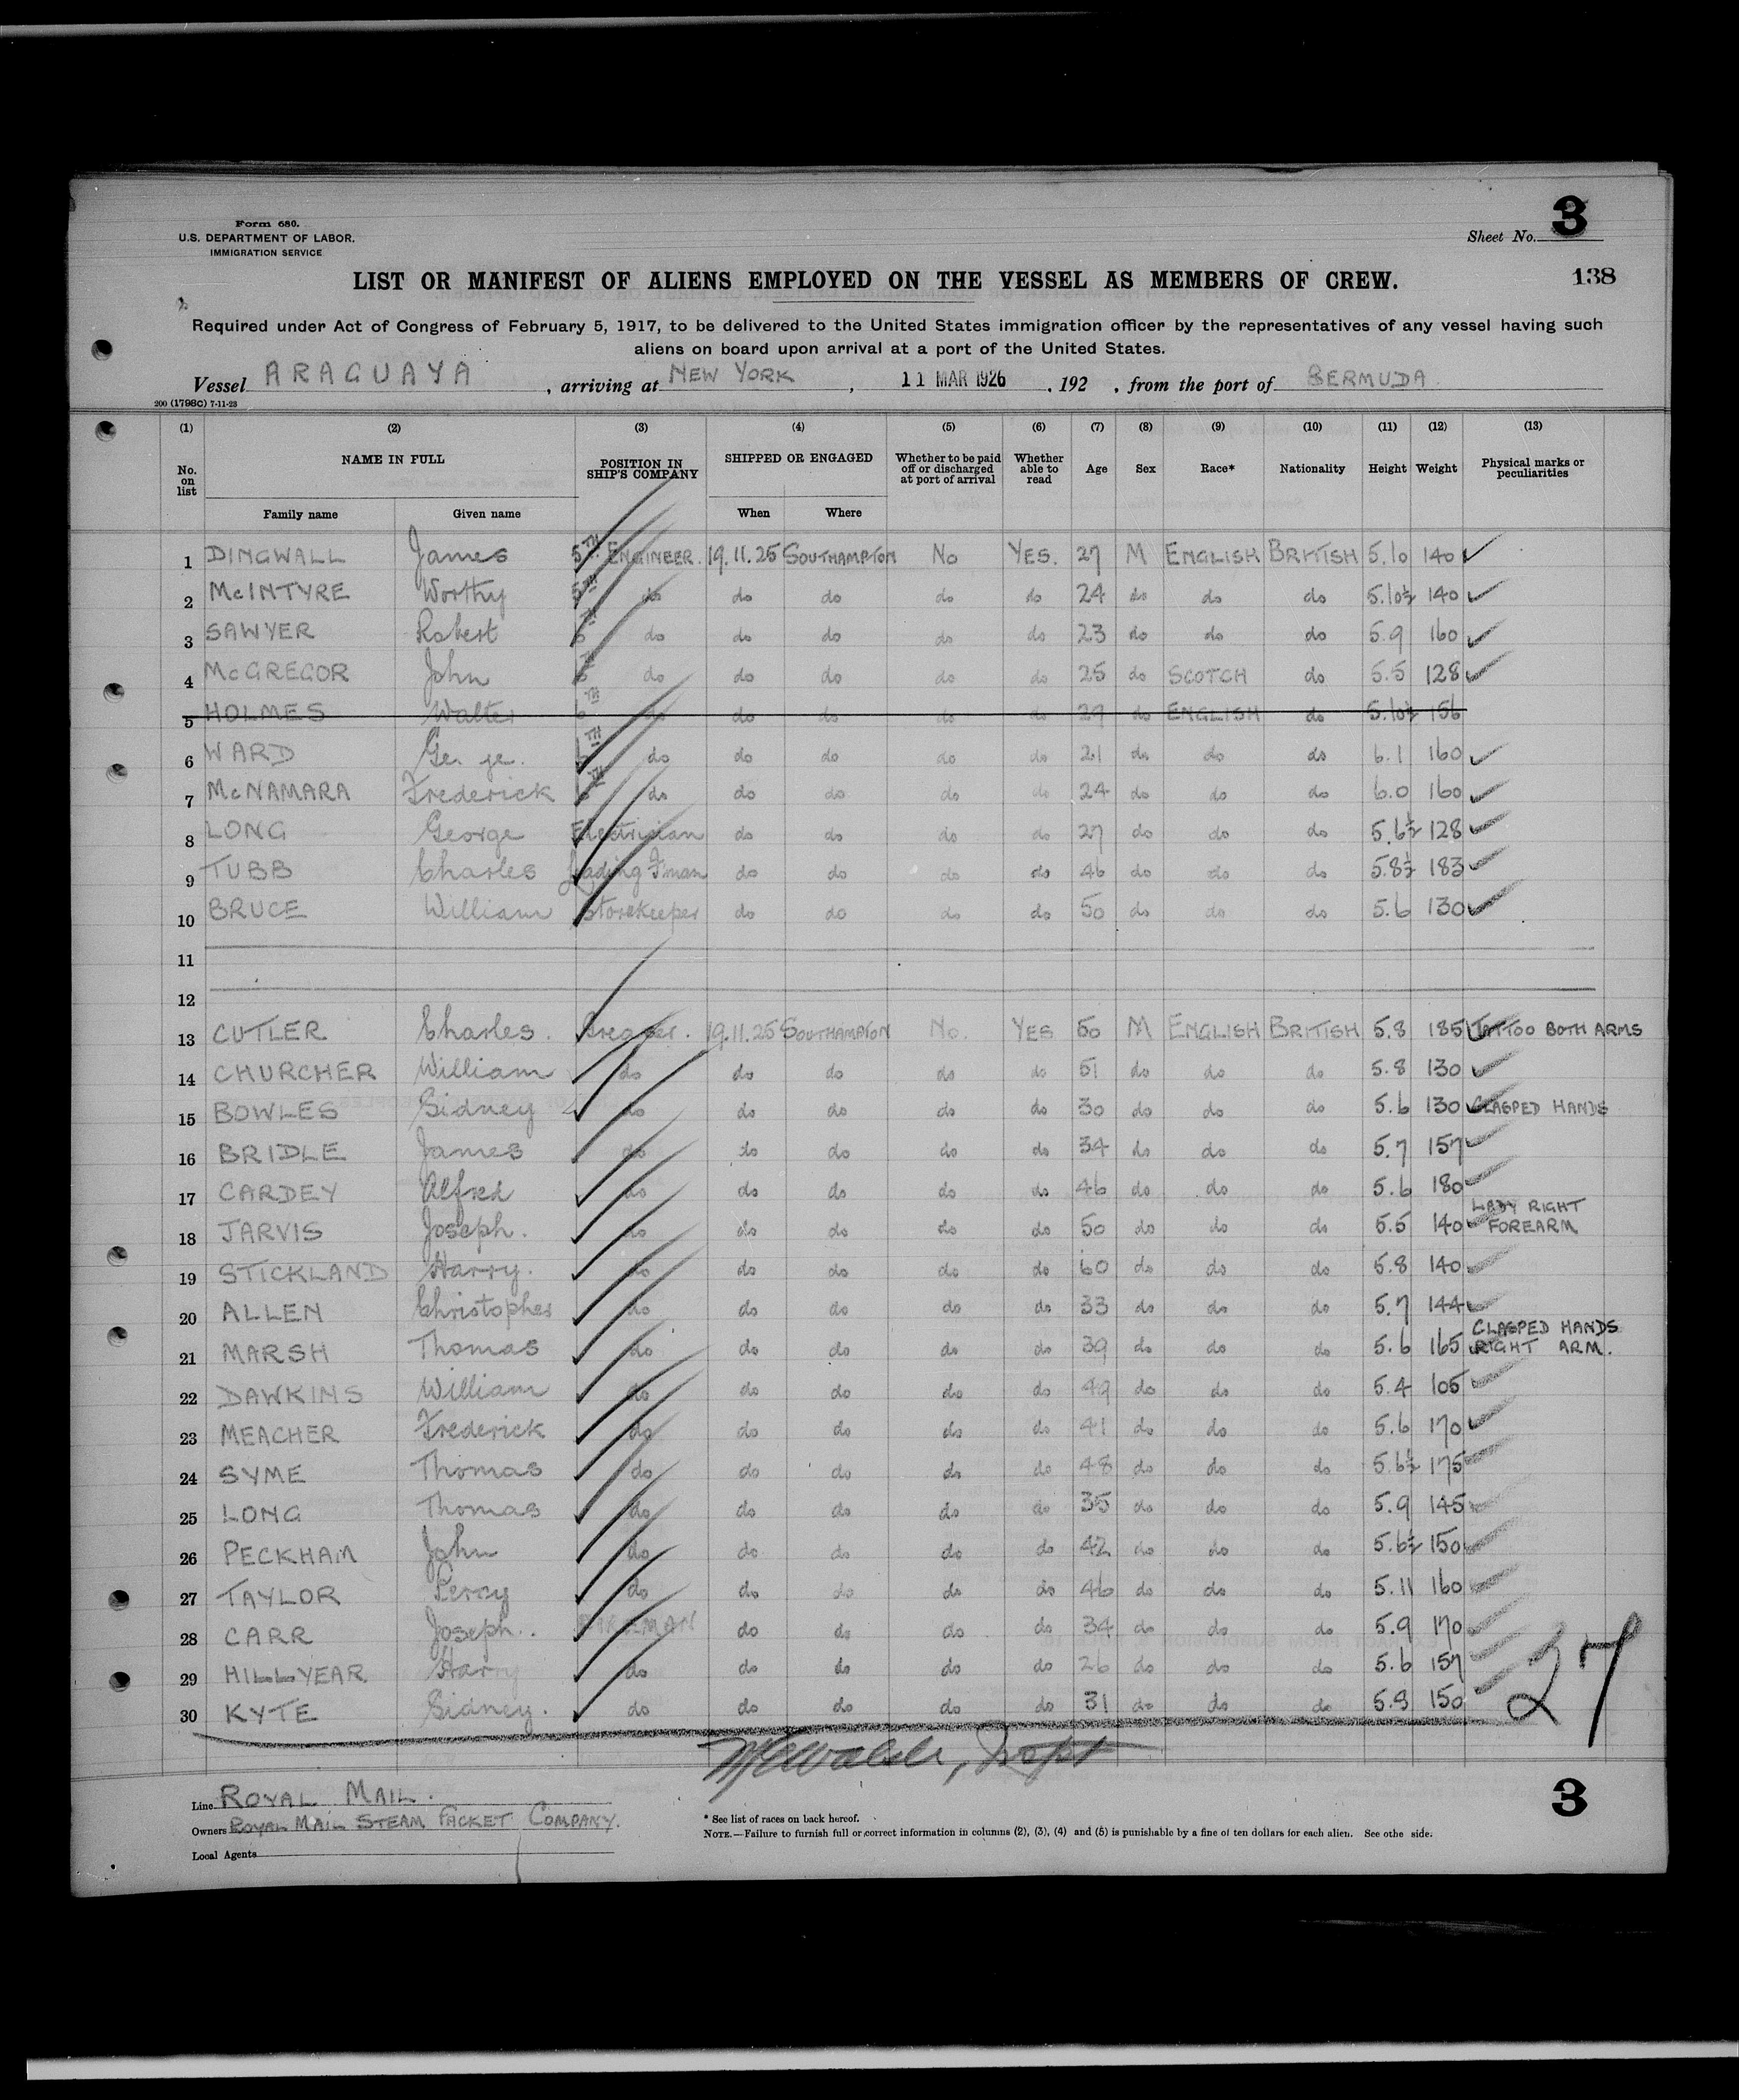 Form 680.
U.S. DEPARTMENT OF LABOR.
IMMIGRATION SERVICE
Sheet No. 3
138
LIST OR MANIFEST OF ALIENS EMPLOYED ON THE VESSEL AS MEMBERS OF CREW.
Required under Act of Congress of February 5, 1917, to be delivered to the United States immigration officer by the representatives of any vessel having such
aliens on board upon arrival at a port of the United States.
Vessel ARAGUAYA, arriving at NEW YORK, 11 MAR 1926, 192 , from the port of BERMUDA
200 (1798C) 7-11-23
(1) (2) (3) (4) (5) (6) (7) (8) (9) (10) (11) (12) (13)
No. on list NAME IN FULL POSITION IN SHIP'S COMPANY SHIPPED OR ENGAGED Whether to be paid off or discharged at port of arrival Whether able to read Age Sex Race* Nationality Height Weight Physical marks or peculiarities
Family name Given name When Where
1 DINGWALL James 5TH ENGINEER. 19.11.25 SOUTHAMPTON No YES. 27 M ENGLISH BRITISH 5.10 140
2 McINTYRE Worthy 5TH do do do do do 24 do do do 5.10½ 140
3 SAWYER Robert do do do do do 23 do do do 5.9 160
4 McGREGOR John do do do do do 25 do SCOTCH do 5.5 128
5 HOLMES Walter do do do do do 29 do ENGLISH do 5.10½ 156
6 WARD Ge ge. do do do do do 21 do do do 6.1 160
7 McNAMARA Frederick do do do do do 24 do do do 6.0 160
8 LONG George Electrician do do do do 27 do do do 5.6½ 128
9 TUBB Charles Leading F'man do do do do 46 do do do 5.8½ 183
10 BRUCE William Storekeeper do do do do 50 do do do 5.6 130
11
12
13 CUTLER Charles. Greaser. 19.11.25 SOUTHAMPTON No. YES 50 M ENGLISH BRITISH 5.8 185 TATTOO BOTH ARMS
14 CHURCHER William do do do do do 51 do do do 5.8 130
15 BOWLES Sidney do do do do do 30 do do do 5.6 130 CLASPED HANDS
16 BRIDLE James do do do do do 34 do do do 5.7 157
17 CARDEY Alfred do do do do do 46 do do do 5.6 180
18 JARVIS Joseph. do do do do do 50 do do do 5.5 140 LADY RIGHT FOREARM
19 STICKLAND Harry. do do do do do 60 do do do 5.8 140
20 ALLEN Christopher do do do do do 33 do do do 5.7 144
21 MARSH Thomas do do do do do 39 do do do 5.6 165 CLASPED HANDS RIGHT ARM.
22 DAWKINS William do do do do do 49 do do do 5.4 105
23 MEACHER Frederick do do do do do 41 do do do 5.6 170
24 SYME Thomas do do do do do 48 do do do 5.6½ 175
25 LONG Thomas do do do do do 35 do do do 5.9 145
26 PECKHAM John do do do do do 42 do do do 5.6½ 150
27 TAYLOR Percy do do do do do 46 do do do 5.11 160
28 CARR Joseph.. FIREMAN do do do do 34 do do do 5.9 170
29 HILLYEAR Harry do do do do do 26 do do do 5.6 157
30 KYTE Sidney. do do do do do 31 do do do 5.8 150
27
Line ROYAL MAIL.
Owners ROYAL MAIL STEAM PACKET COMPANY.
Local Agents
* See list of races on back hereof.
NOTE.—Failure to furnish full or correct information in columns (2), (3), (4) and (5) is punishable by a fine of ten dollars for each alien. See othe side.
3